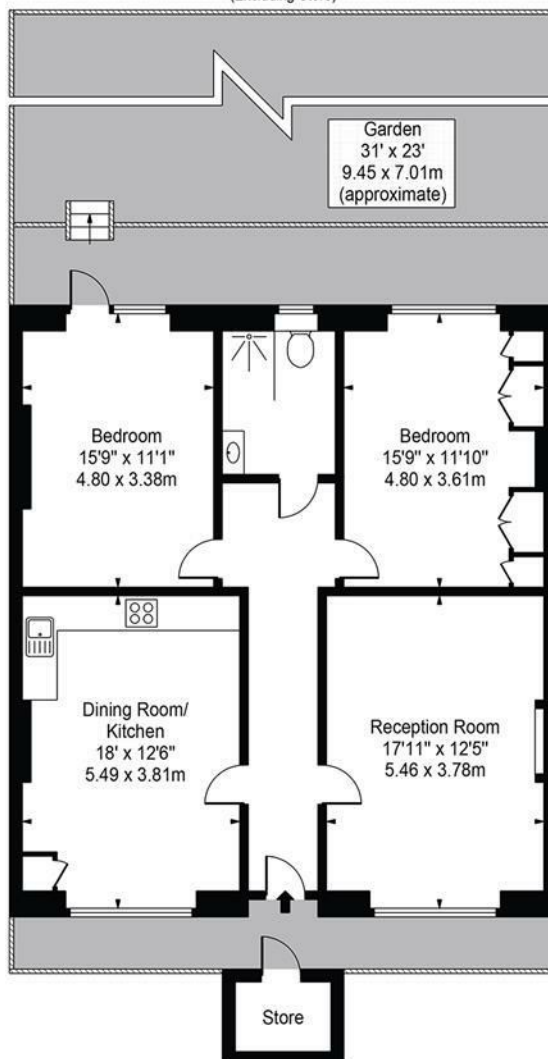 Garden
31' x 23'
9.45 x 7.01m
(approximate)
Bedroom
15'9" x 11'1"
4.80 x 3.38m
Bedroom
15'9" x 11'10"
4.80 x 3.61m
Dining Room/
Kitchen
18' x 12'6"
5.49 x 3.81m
Reception Room
17'11" x 12'5"
5.46 x 3.78m
Store